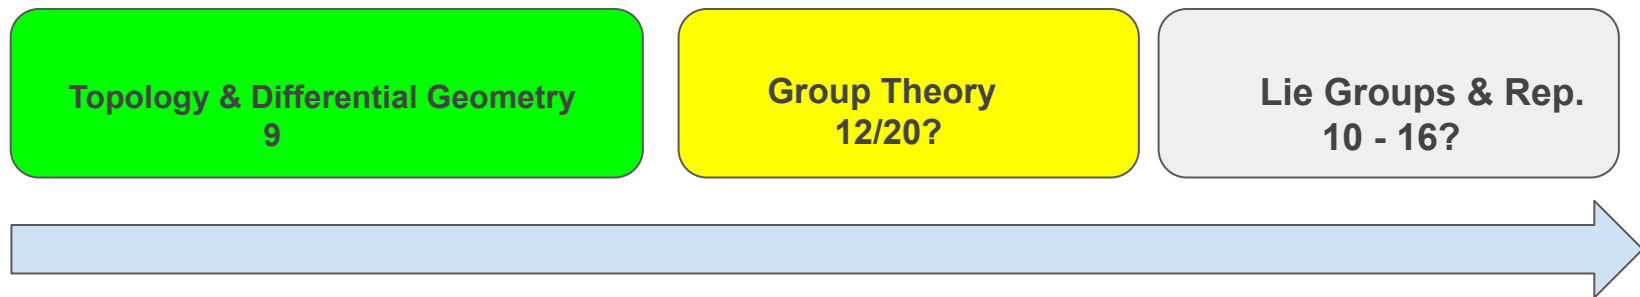 Topology & Differential Geometry
9
Group Theory
12/20?
Lie Groups & Rep.
10 - 16?